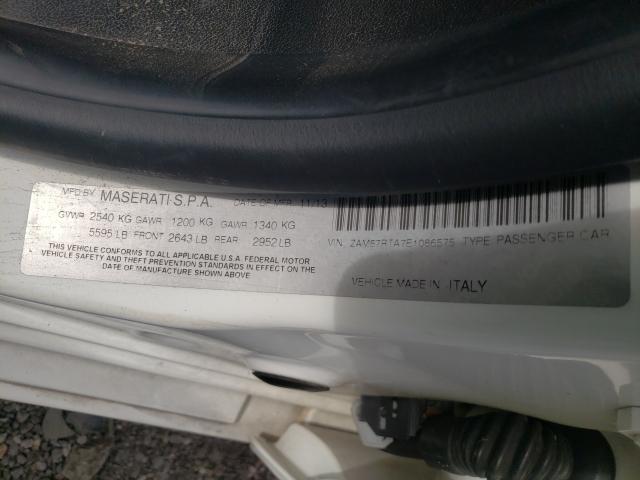 MFD BY MASERATI S.P.A. DATE OF MFR 11.13
GVWR 2540 KG GAWR 1200 KG GAWR 1340 KG
5595 LB FRONT 2643 LB REAR 2952 LB
THIS VEHICLE CONFORMS TO ALL APPLICABLE U.S.A. FEDERAL MOTOR
VEHICLE SAFETY AND THEFT PREVENTION STANDARDS IN EFFECT ON THE
DATE OF MANUFACTURE SHOWN ABOVE
VIN. ZAM57RTA7E1086575 TYPE PASSENGER CAR
VEHICLE MADE IN ITALY